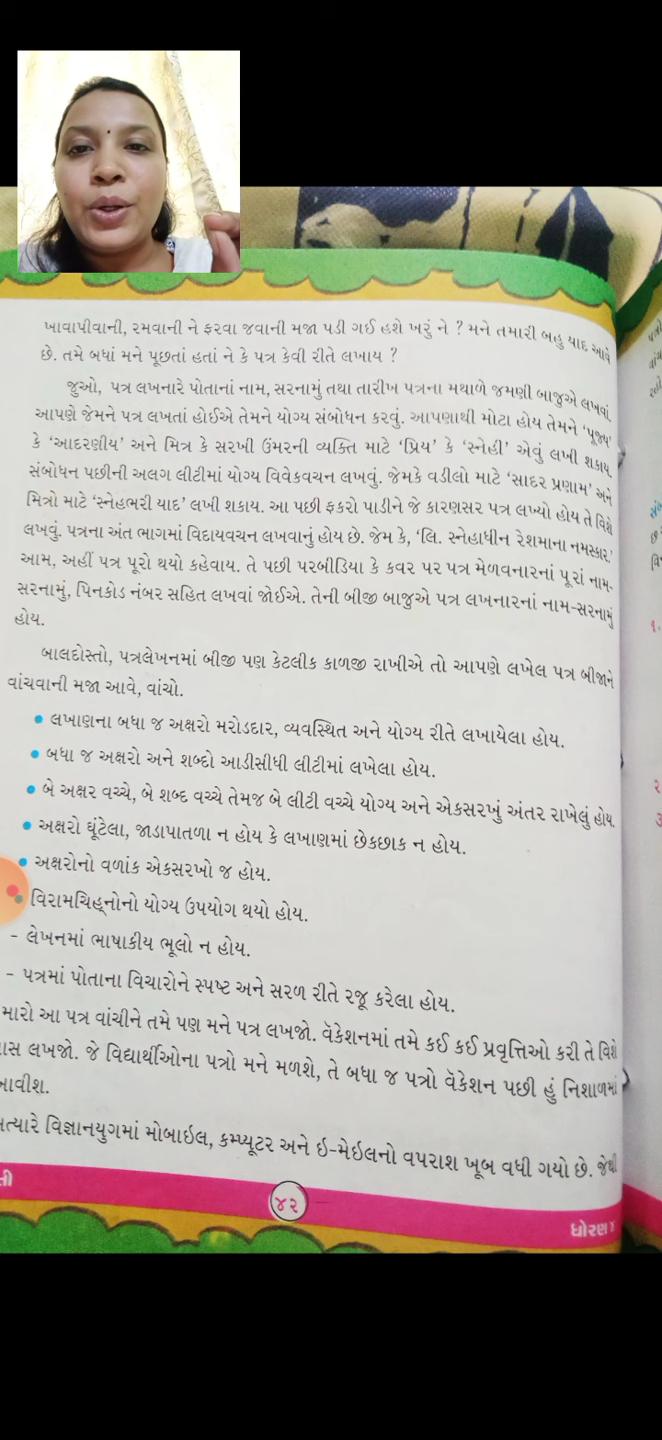 ખાવાપીવાની, રમવાની ને ફરવા જવાની મજા પડી ગઈ હશે ખરું ને ? મને તમારી બહુ યાદ આવે
છે. તમે બધાં મને પૂછતાં હતાં ને કે પત્ર કેવી રીતે લખાય ?
જુઓ, પત્ર લખનારે પોતાનાં નામ, સરનામું તથા તારીખ પત્રના મથાળે જમણી બાજુએ લખવાં.
આપણે જેમને પત્ર લખતાં હોઈએ તેમને યોગ્ય સંબોધન કરવું. આપણાથી મોટા હોય તેમને ‘પૂજ્ય’
કે ‘આદરણીય’ અને મિત્ર કે સરખી ઉંમરની વ્યક્તિ માટે ‘પ્રિય’ કે ‘સ્નેહી’ એવું લખી શકાય.
સંબોધન પછીની અલગ લીટીમાં યોગ્ય વિવેકવચન લખવું. જેમકે વડીલો માટે ‘સાદર પ્રણામ’ અને
મિત્રો માટે ‘સ્નેહભરી યાદ’ લખી શકાય. આ પછી ફકરો પાડીને જે કારણસર પત્ર લખ્યો હોય તે વિશે
લખવું. પત્રના અંત ભાગમાં વિદાયવચન લખવાનું હોય છે. જેમ કે, ‘લિ. સ્નેહાધીન રેશમાના નમસ્કાર.’
આમ, અહીં પત્ર પૂરો થયો કહેવાય. તે પછી પરબીડિયા કે કવર પર પત્ર મેળવનારનાં પૂરાં નામ-
સરનામું, પિનકોડ નંબર સહિત લખવાં જોઈએ. તેની બીજી બાજુએ પત્ર લખનારનાં નામ-સરનામું
હોય.
બાલદોસ્તો, પત્રલેખનમાં બીજી પણ કેટલીક કાળજી રાખીએ તો આપણે લખેલ પત્ર બીજાને
વાંચવાની મજા આવે, વાંચો.
• લખાણના બધા જ અક્ષરો મરોડદાર, વ્યવસ્થિત અને યોગ્ય રીતે લખાયેલા હોય.
• બધા જ અક્ષરો અને શબ્દો આડીસીધી લીટીમાં લખેલા હોય.
• બે અક્ષર વચ્ચે, બે શબ્દ વચ્ચે તેમજ બે લીટી વચ્ચે યોગ્ય અને એકસરખું અંતર રાખેલું હોય.
• અક્ષરો ઘૂંટેલા, જાડાપાતળા ન હોય કે લખાણમાં છેકછાક ન હોય.
• અક્ષરોનો વળાંક એકસરખો જ હોય.
• વિરામચિહ્નોનો યોગ્ય ઉપયોગ થયો હોય.
- લેખનમાં ભાષાકીય ભૂલો ન હોય.
- પત્રમાં પોતાના વિચારોને સ્પષ્ટ અને સરળ રીતે રજૂ કરેલા હોય.
મારો આ પત્ર વાંચીને તમે પણ મને પત્ર લખજો. વૅકેશનમાં તમે કઈ કઈ પ્રવૃત્તિઓ કરી તે વિશે
લખજો. જે વિદ્યાર્થીઓના પત્રો મને મળશે, તે બધા જ પત્રો વૅકેશન પછી હું નિશાળમાં
વિજ્ઞાનયુગમાં મોબાઇલ, કમ્પ્યૂટર અને ઇ-મેઇલનો વપરાશ ખૂબ વધી ગયો છે. જેથી
૪૨
ધોરણ ૪